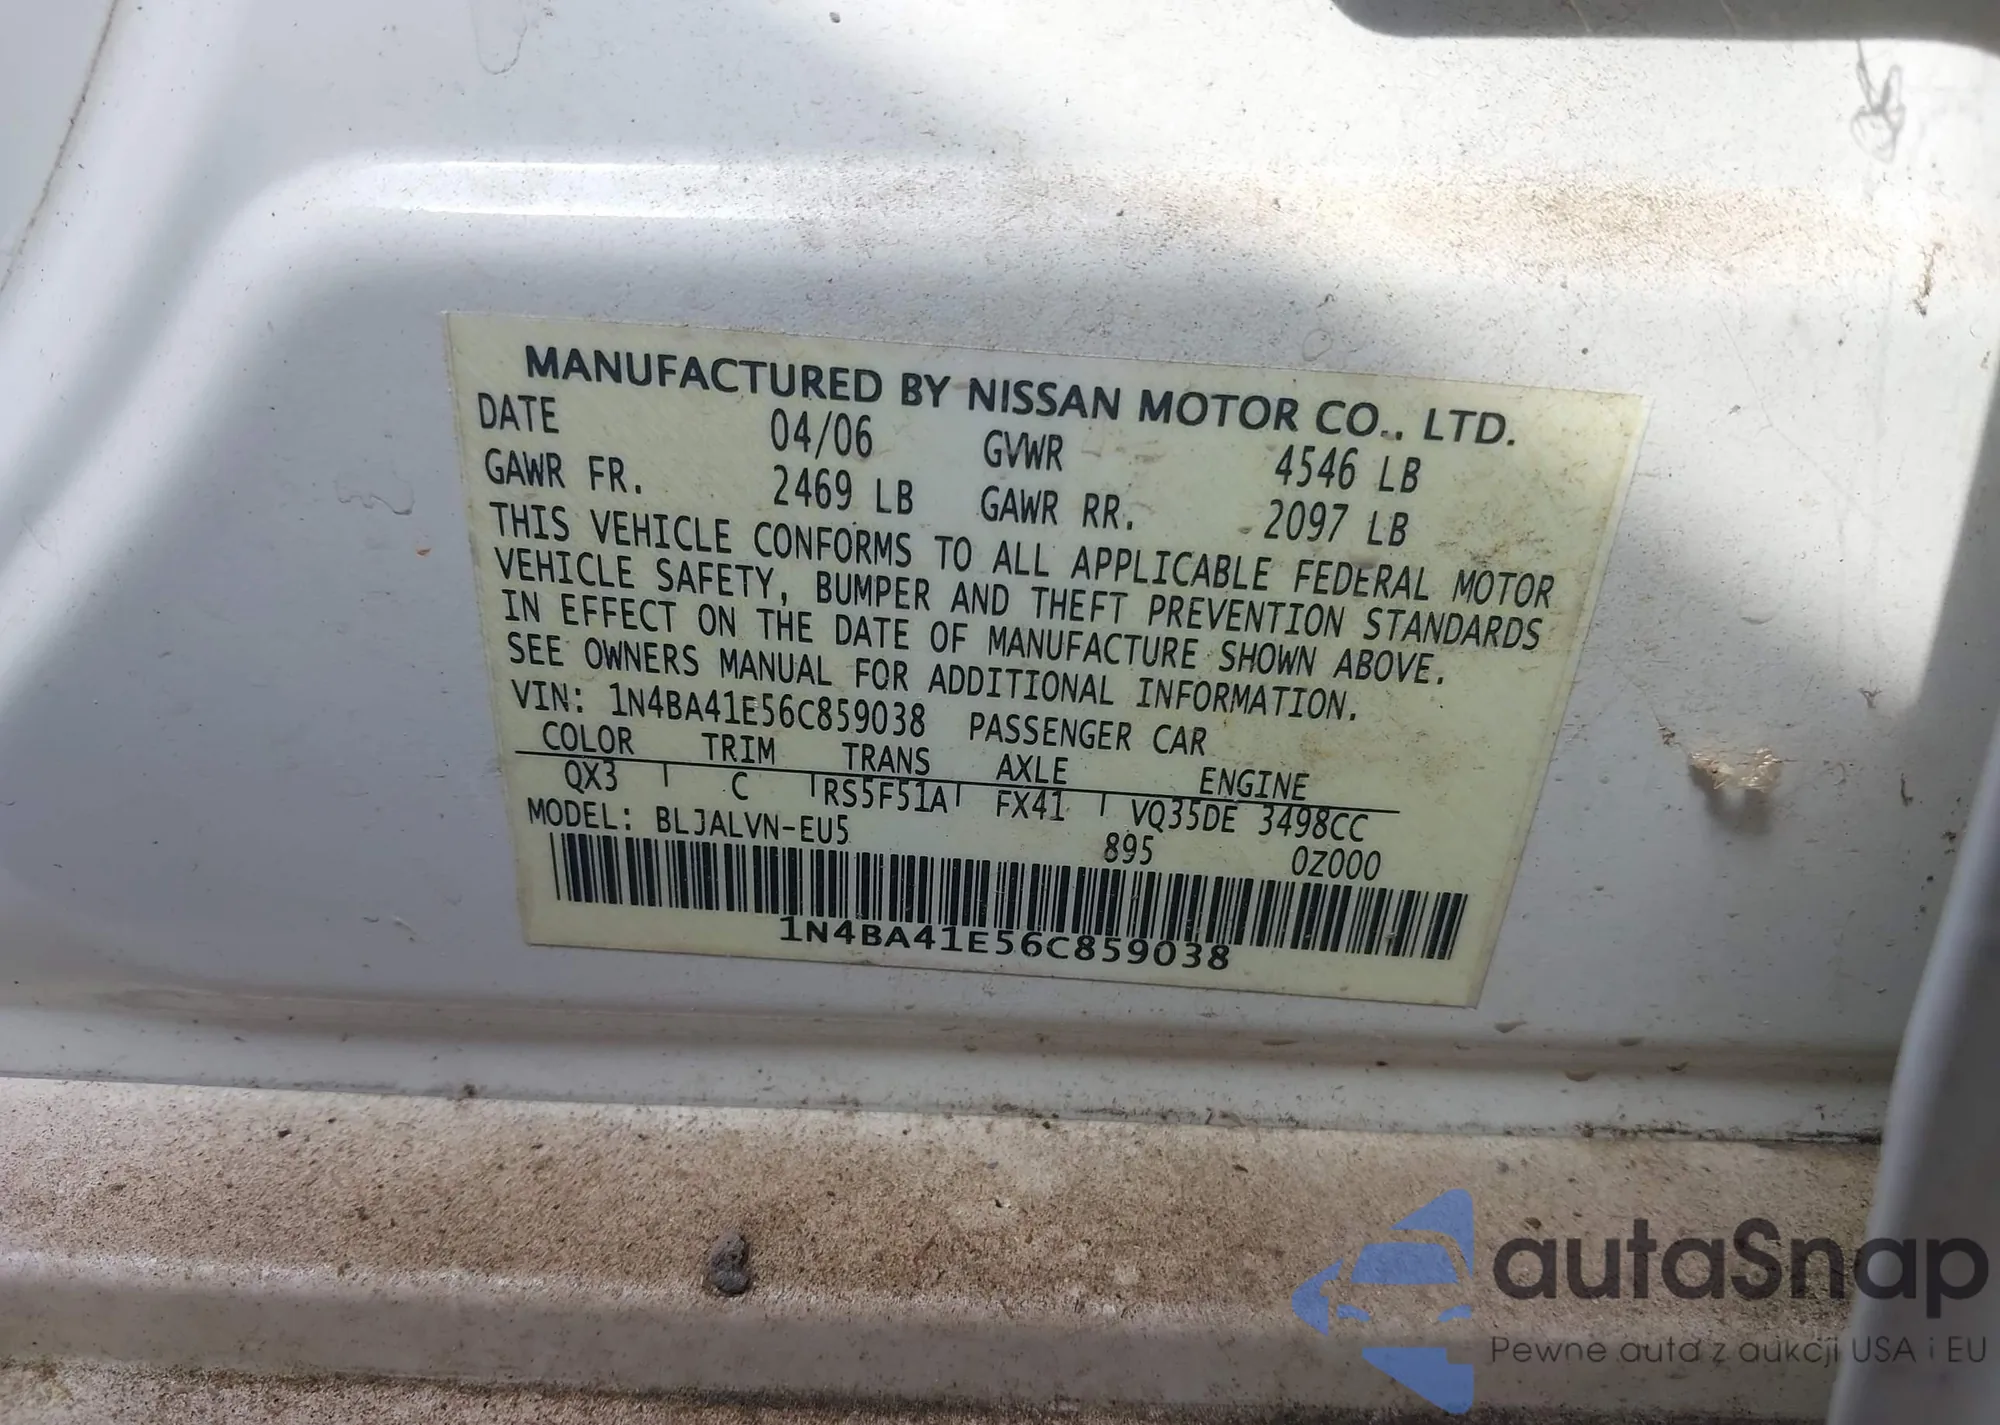 MANUFACTURED BY NISSAN MOTOR CO., LTD.
DATE 04/06 GVWR 4546 LB
GAWR FR. 2469 LB GAWR RR. 2097 LB
THIS VEHICLE CONFORMS TO ALL APPLICABLE FEDERAL MOTOR
VEHICLE SAFETY, BUMPER AND THEFT PREVENTION STANDARDS
IN EFFECT ON THE DATE OF MANUFACTURE SHOWN ABOVE.
SEE OWNERS MANUAL FOR ADDITIONAL INFORMATION.
VIN: 1N4BA41E56C859038 PASSENGER CAR
COLOR TRIM TRANS AXLE ENGINE
QX3 C RS5F51A FX41 VQ35DE 3498CC
MODEL: BLJALVN-EU5 895 0Z000
1N4BA41E56C859038
autaSnap
Pewne auta z aukcji USA i EU